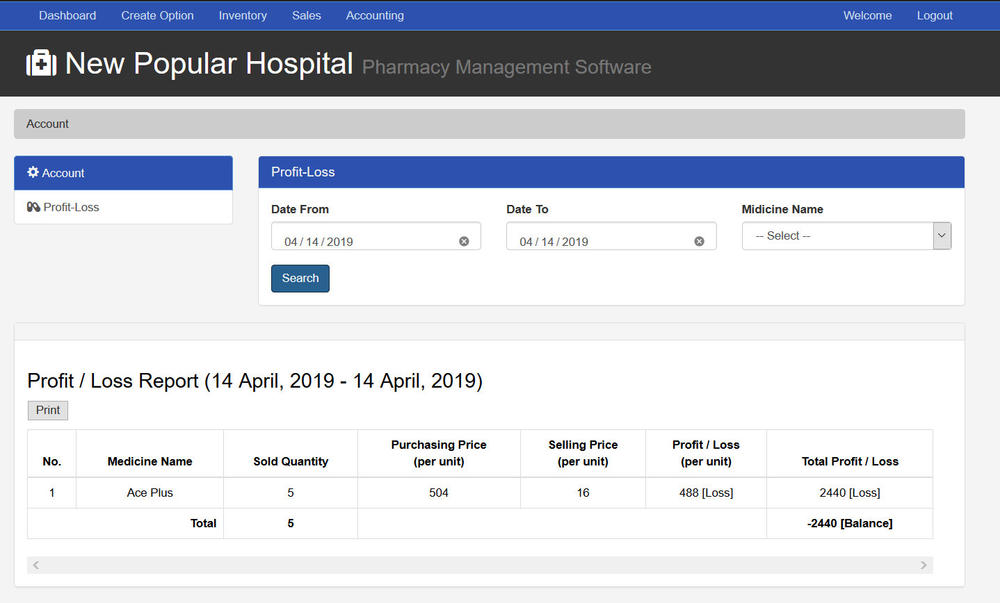 Dashboard Create Option Inventory Sales Accounting Welcome Logout
New Popular Hospital Pharmacy Management Software
Account
Account
Profit-Loss
Profit-Loss
Date From Date To Midicine Name
04 / 14 / 2019 04 / 14 / 2019 -- Select --
Search
Profit / Loss Report (14 April, 2019 - 14 April, 2019)
Print
No. Medicine Name Sold Quantity Purchasing Price (per unit) Selling Price (per unit) Profit / Loss (per unit) Total Profit / Loss
1 Ace Plus 5 504 16 488 [Loss] 2440 [Loss]
Total 5 -2440 [Balance]